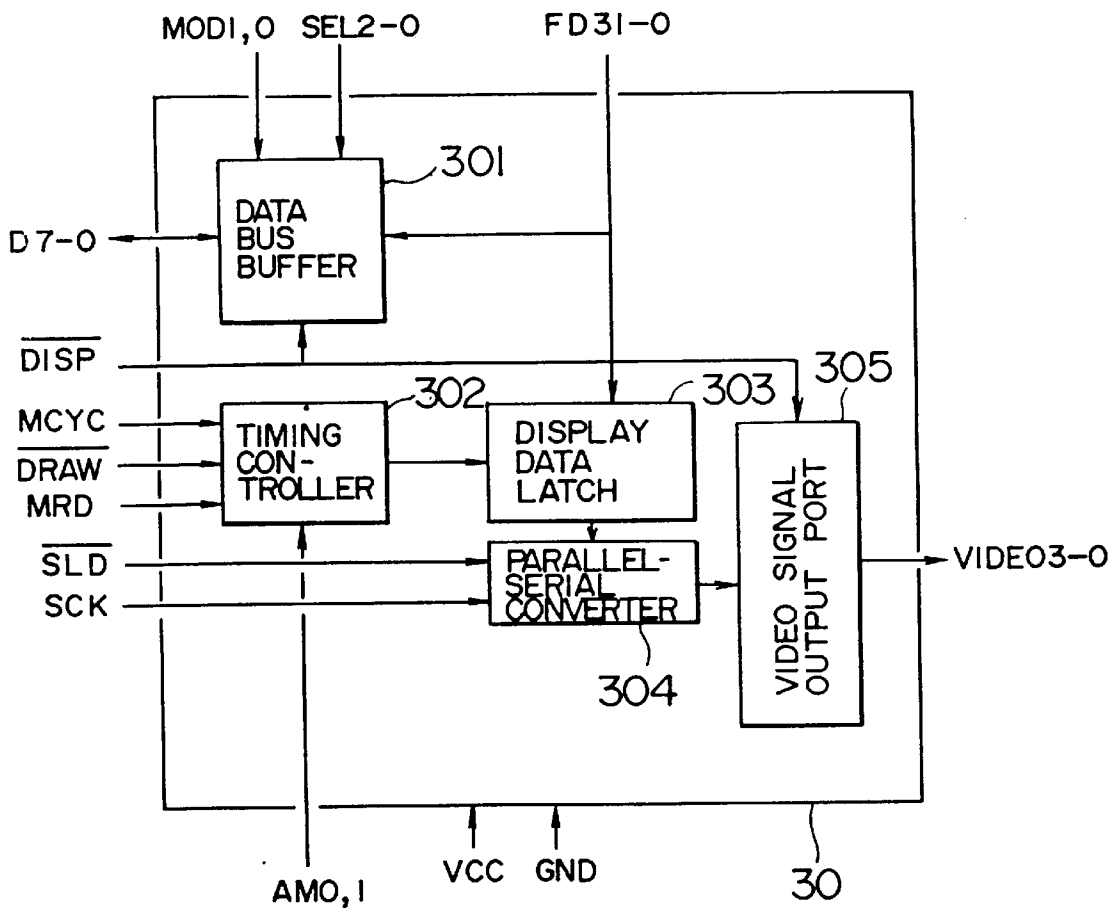 MOD1,0 SEL2-0 FD31-0
301
DATA
BUS
BUFFER
D7-0
DISP
302
303
305
MCYC
DRAW
MRD
TIMING
CON-
TROLLER
DISPLAY
DATA
LATCH
SLD
SCK
PARALLEL-
SERIAL
CONVERTER
304
VIDEO SIGNAL
OUTPUT PORT
VIDEO3-0
AM0,1
VCC
GND
30